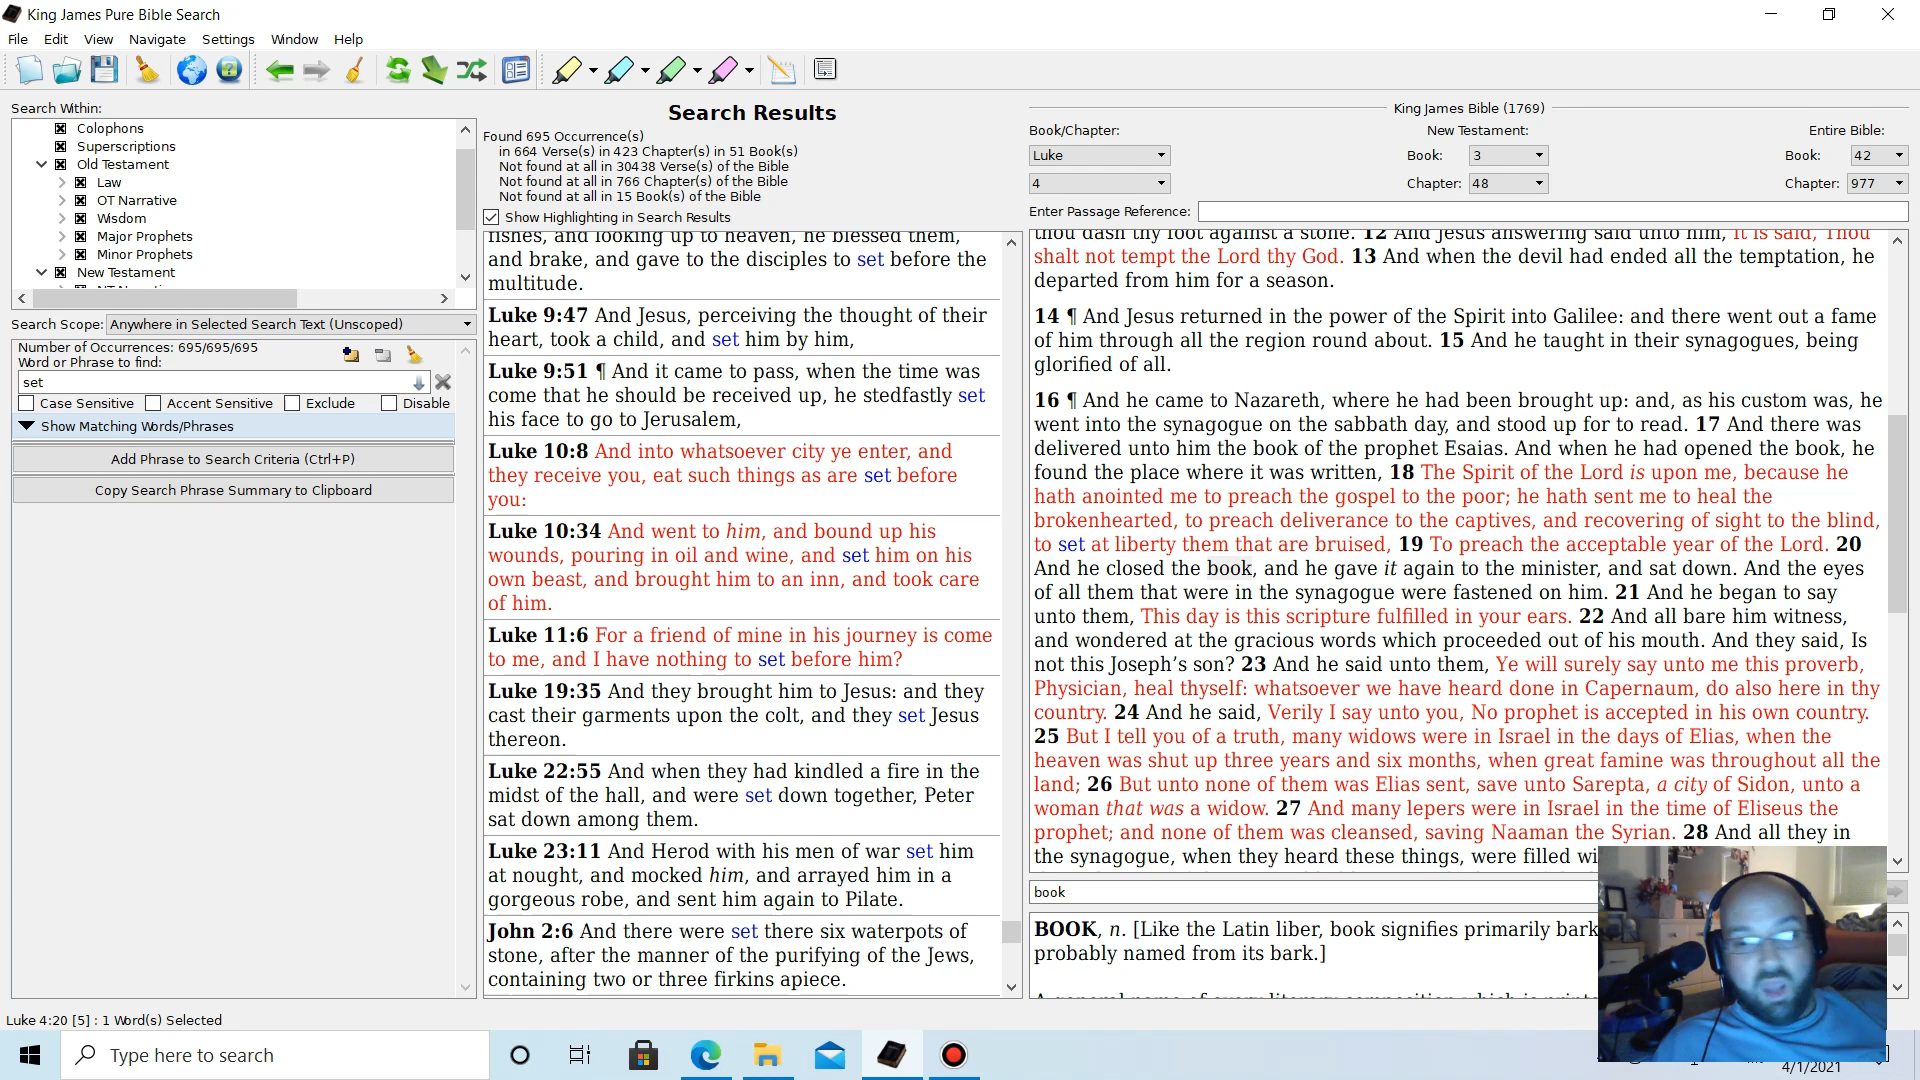 King James Pure Bible Search
File Edit View Navigate Settings Window Help
Search Within:
Colophons
Superscriptions
Old Testament
Law
OT Narrative
Wisdom
Major Prophets
Minor Prophets
New Testament
Search Scope: Anywhere in Selected Search Text (Unscoped)
Number of Occurrences: 695/695/695
Word or Phrase to find:
set
Case Sensitive Accent Sensitive Exclude Disable
Show Matching Words/Phrases
Add Phrase to Search Criteria (Ctrl+P)
Copy Search Phrase Summary to Clipboard
Search Results
Found 695 Occurrence(s)
in 664 Verse(s) in 423 Chapter(s) in 51 Book(s)
Not found at all in 30438 Verse(s) of the Bible
Not found at all in 766 Chapter(s) of the Bible
Not found at all in 15 Book(s) of the Bible
Show Highlighting in Search Results
fishes, and looking up to heaven, he blessed them,
and brake, and gave to the disciples to set before the
multitude.
Luke 9:47 And Jesus, perceiving the thought of their
heart, took a child, and set him by him,
Luke 9:51 ¶ And it came to pass, when the time was
come that he should be received up, he stedfastly set
his face to go to Jerusalem,
Luke 10:8 And into whatsoever city ye enter, and
they receive you, eat such things as are set before
you:
Luke 10:34 And went to him, and bound up his
wounds, pouring in oil and wine, and set him on his
own beast, and brought him to an inn, and took care
of him.
Luke 11:6 For a friend of mine in his journey is come
to me, and I have nothing to set before him?
Luke 19:35 And they brought him to Jesus: and they
cast their garments upon the colt, and they set Jesus
thereon.
Luke 22:55 And when they had kindled a fire in the
midst of the hall, and were set down together, Peter
sat down among them.
Luke 23:11 And Herod with his men of war set him
at nought, and mocked him, and arrayed him in a
gorgeous robe, and sent him again to Pilate.
John 2:6 And there were set there six waterpots of
stone, after the manner of the purifying of the Jews,
containing two or three firkins apiece.
King James Bible (1769)
Book/Chapter: New Testament: Entire Bible:
Luke Book: 3 Book: 42
4 Chapter: 48 Chapter: 977
Enter Passage Reference:
thou dash thy foot against a stone. 12 And Jesus answering said unto him, It is said, Thou
shalt not tempt the Lord thy God. 13 And when the devil had ended all the temptation, he
departed from him for a season.
14 ¶ And Jesus returned in the power of the Spirit into Galilee: and there went out a fame
of him through all the region round about. 15 And he taught in their synagogues, being
glorified of all.
16 ¶ And he came to Nazareth, where he had been brought up: and, as his custom was, he
went into the synagogue on the sabbath day, and stood up for to read. 17 And there was
delivered unto him the book of the prophet Esaias. And when he had opened the book, he
found the place where it was written, 18 The Spirit of the Lord is upon me, because he
hath anointed me to preach the gospel to the poor; he hath sent me to heal the
brokenhearted, to preach deliverance to the captives, and recovering of sight to the blind,
to set at liberty them that are bruised, 19 To preach the acceptable year of the Lord. 20
And he closed the book, and he gave it again to the minister, and sat down. And the eyes
of all them that were in the synagogue were fastened on him. 21 And he began to say
unto them, This day is this scripture fulfilled in your ears. 22 And all bare him witness,
and wondered at the gracious words which proceeded out of his mouth. And they said, Is
not this Joseph's son? 23 And he said unto them, Ye will surely say unto me this proverb,
Physician, heal thyself: whatsoever we have heard done in Capernaum, do also here in thy
country. 24 And he said, Verily I say unto you, No prophet is accepted in his own country.
25 But I tell you of a truth, many widows were in Israel in the days of Elias, when the
heaven was shut up three years and six months, when great famine was throughout all the
land; 26 But unto none of them was Elias sent, save unto Sarepta, a city of Sidon, unto a
woman that was a widow. 27 And many lepers were in Israel in the time of Eliseus the
prophet; and none of them was cleansed, saving Naaman the Syrian. 28 And all they in
the synagogue, when they heard these things, were filled
book
BOOK, n. [Like the Latin liber, book signifies primarily bark
probably named from its bark.]
Luke 4:20 [5] : 1 Word(s) Selected
Type here to search
4/1/2021